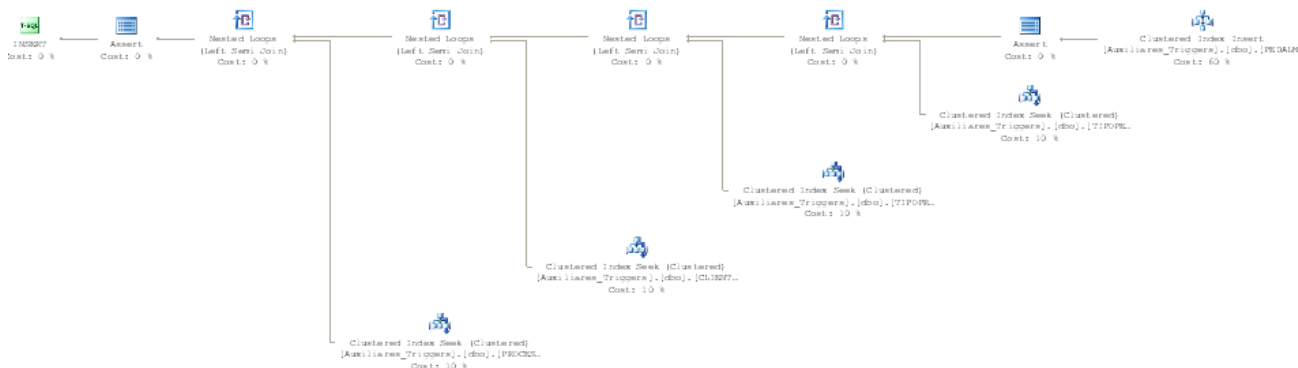 T-SQL
INSERT
Cost: 0 %
Assert
Cost: 0 %
Nested Loops
(Left Semi Join)
Cost: 0 %
Nested Loops
(Left Semi Join)
Cost: 0 %
Nested Loops
(Left Semi Join)
Cost: 0 %
Nested Loops
(Left Semi Join)
Cost: 0 %
Assert
Cost: 0 %
Clustered Index Insert
[Auxiliares_Triggers].[dbo].
Cost: 60 %
Clustered Index Seek (Clustered)
[Auxiliares_Triggers].[dbo].[TIPOPR…
Cost: 10 %
Clustered Index Seek (Clustered)
[Auxiliares_Triggers].[dbo].[TIPOPR…
Cost: 10 %
Clustered Index Seek (Clustered)
[Auxiliares_Triggers].[dbo].[CLIENT…
Cost: 10 %
Clustered Index Seek (Clustered)
[Auxiliares_Triggers].[dbo].[PROCES…
Cost: 10 %